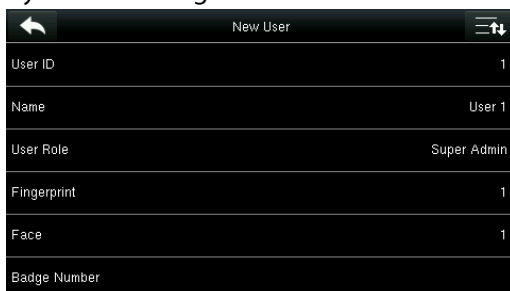 New User
User ID 1
Name User 1
User Role Super Admin
Fingerprint 1
Face 1
Badge Number